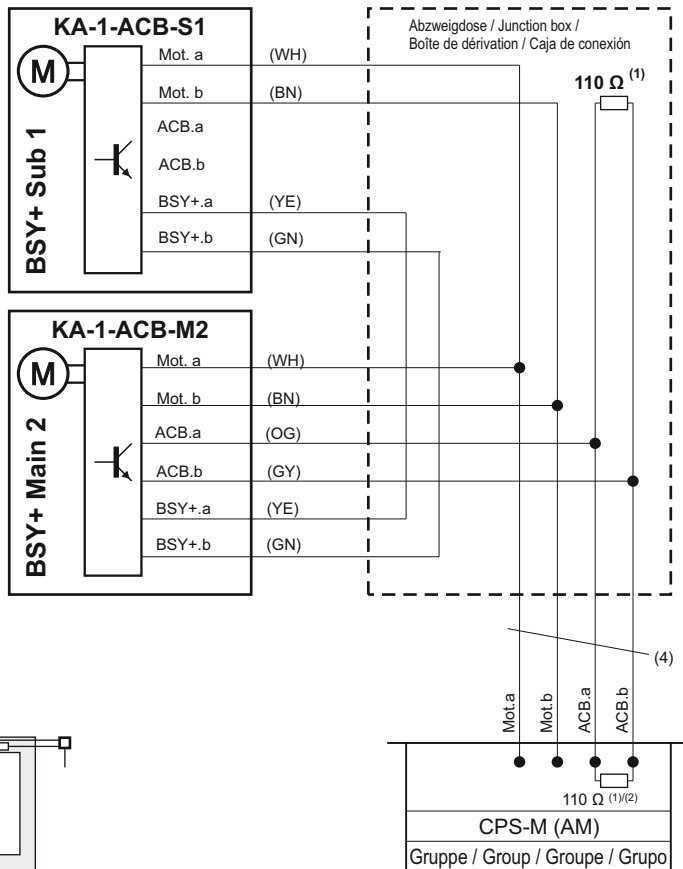 KA-1-ACB-S1
M
BSY+ Sub 1
Mot. a (WH)
Mot. b (BN)
ACB.a
ACB.b
BSY+.a (YE)
BSY+.b (GN)
Abzweigdose / Junction box /
Boîte de dérivation / Caja de conexión
110 Ω (1)
KA-1-ACB-M2
M
BSY+ Main 2
Mot. a (WH)
Mot. b (BN)
ACB.a (OG)
ACB.b (GY)
BSY+.a (YE)
BSY+.b (GN)
(4)
Mot.a
Mot.b
ACB.a
ACB.b
110 Ω (1)/(2)
CPS-M (AM)
Gruppe / Group / Groupe / Grupo